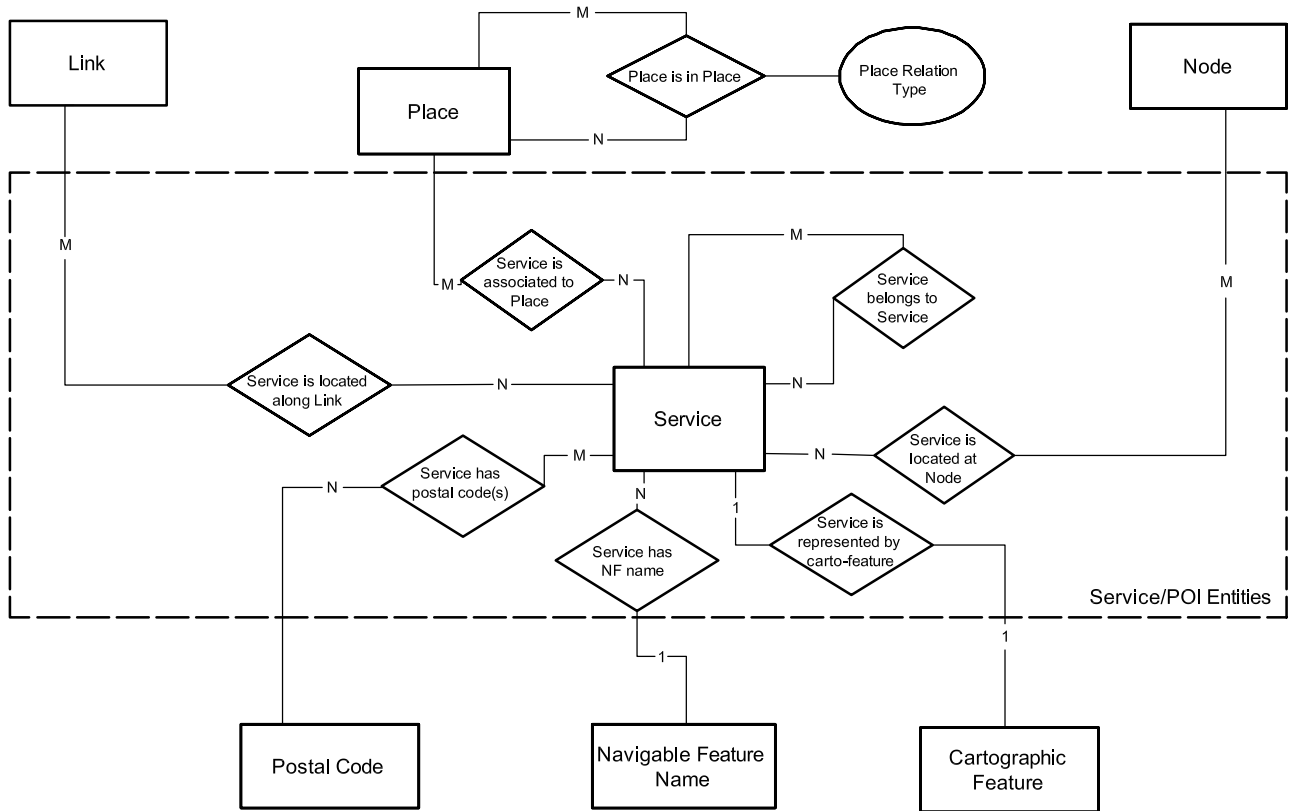 M
Link
Place is in Place
Place Relation
Type
Node
Place
N
M
M
Service is
associated to
Place
M
N
Service
belongs to
Service
M
N
Service is located
along Link
N
Service
Service is
located at
Node
N
Service has
postal code(s)
M
N
N
1
Service is
represented by
carto-feature
Service has
NF name
Service/POI Entities
1
1
Postal Code
Navigable Feature
Name
Cartographic
Feature